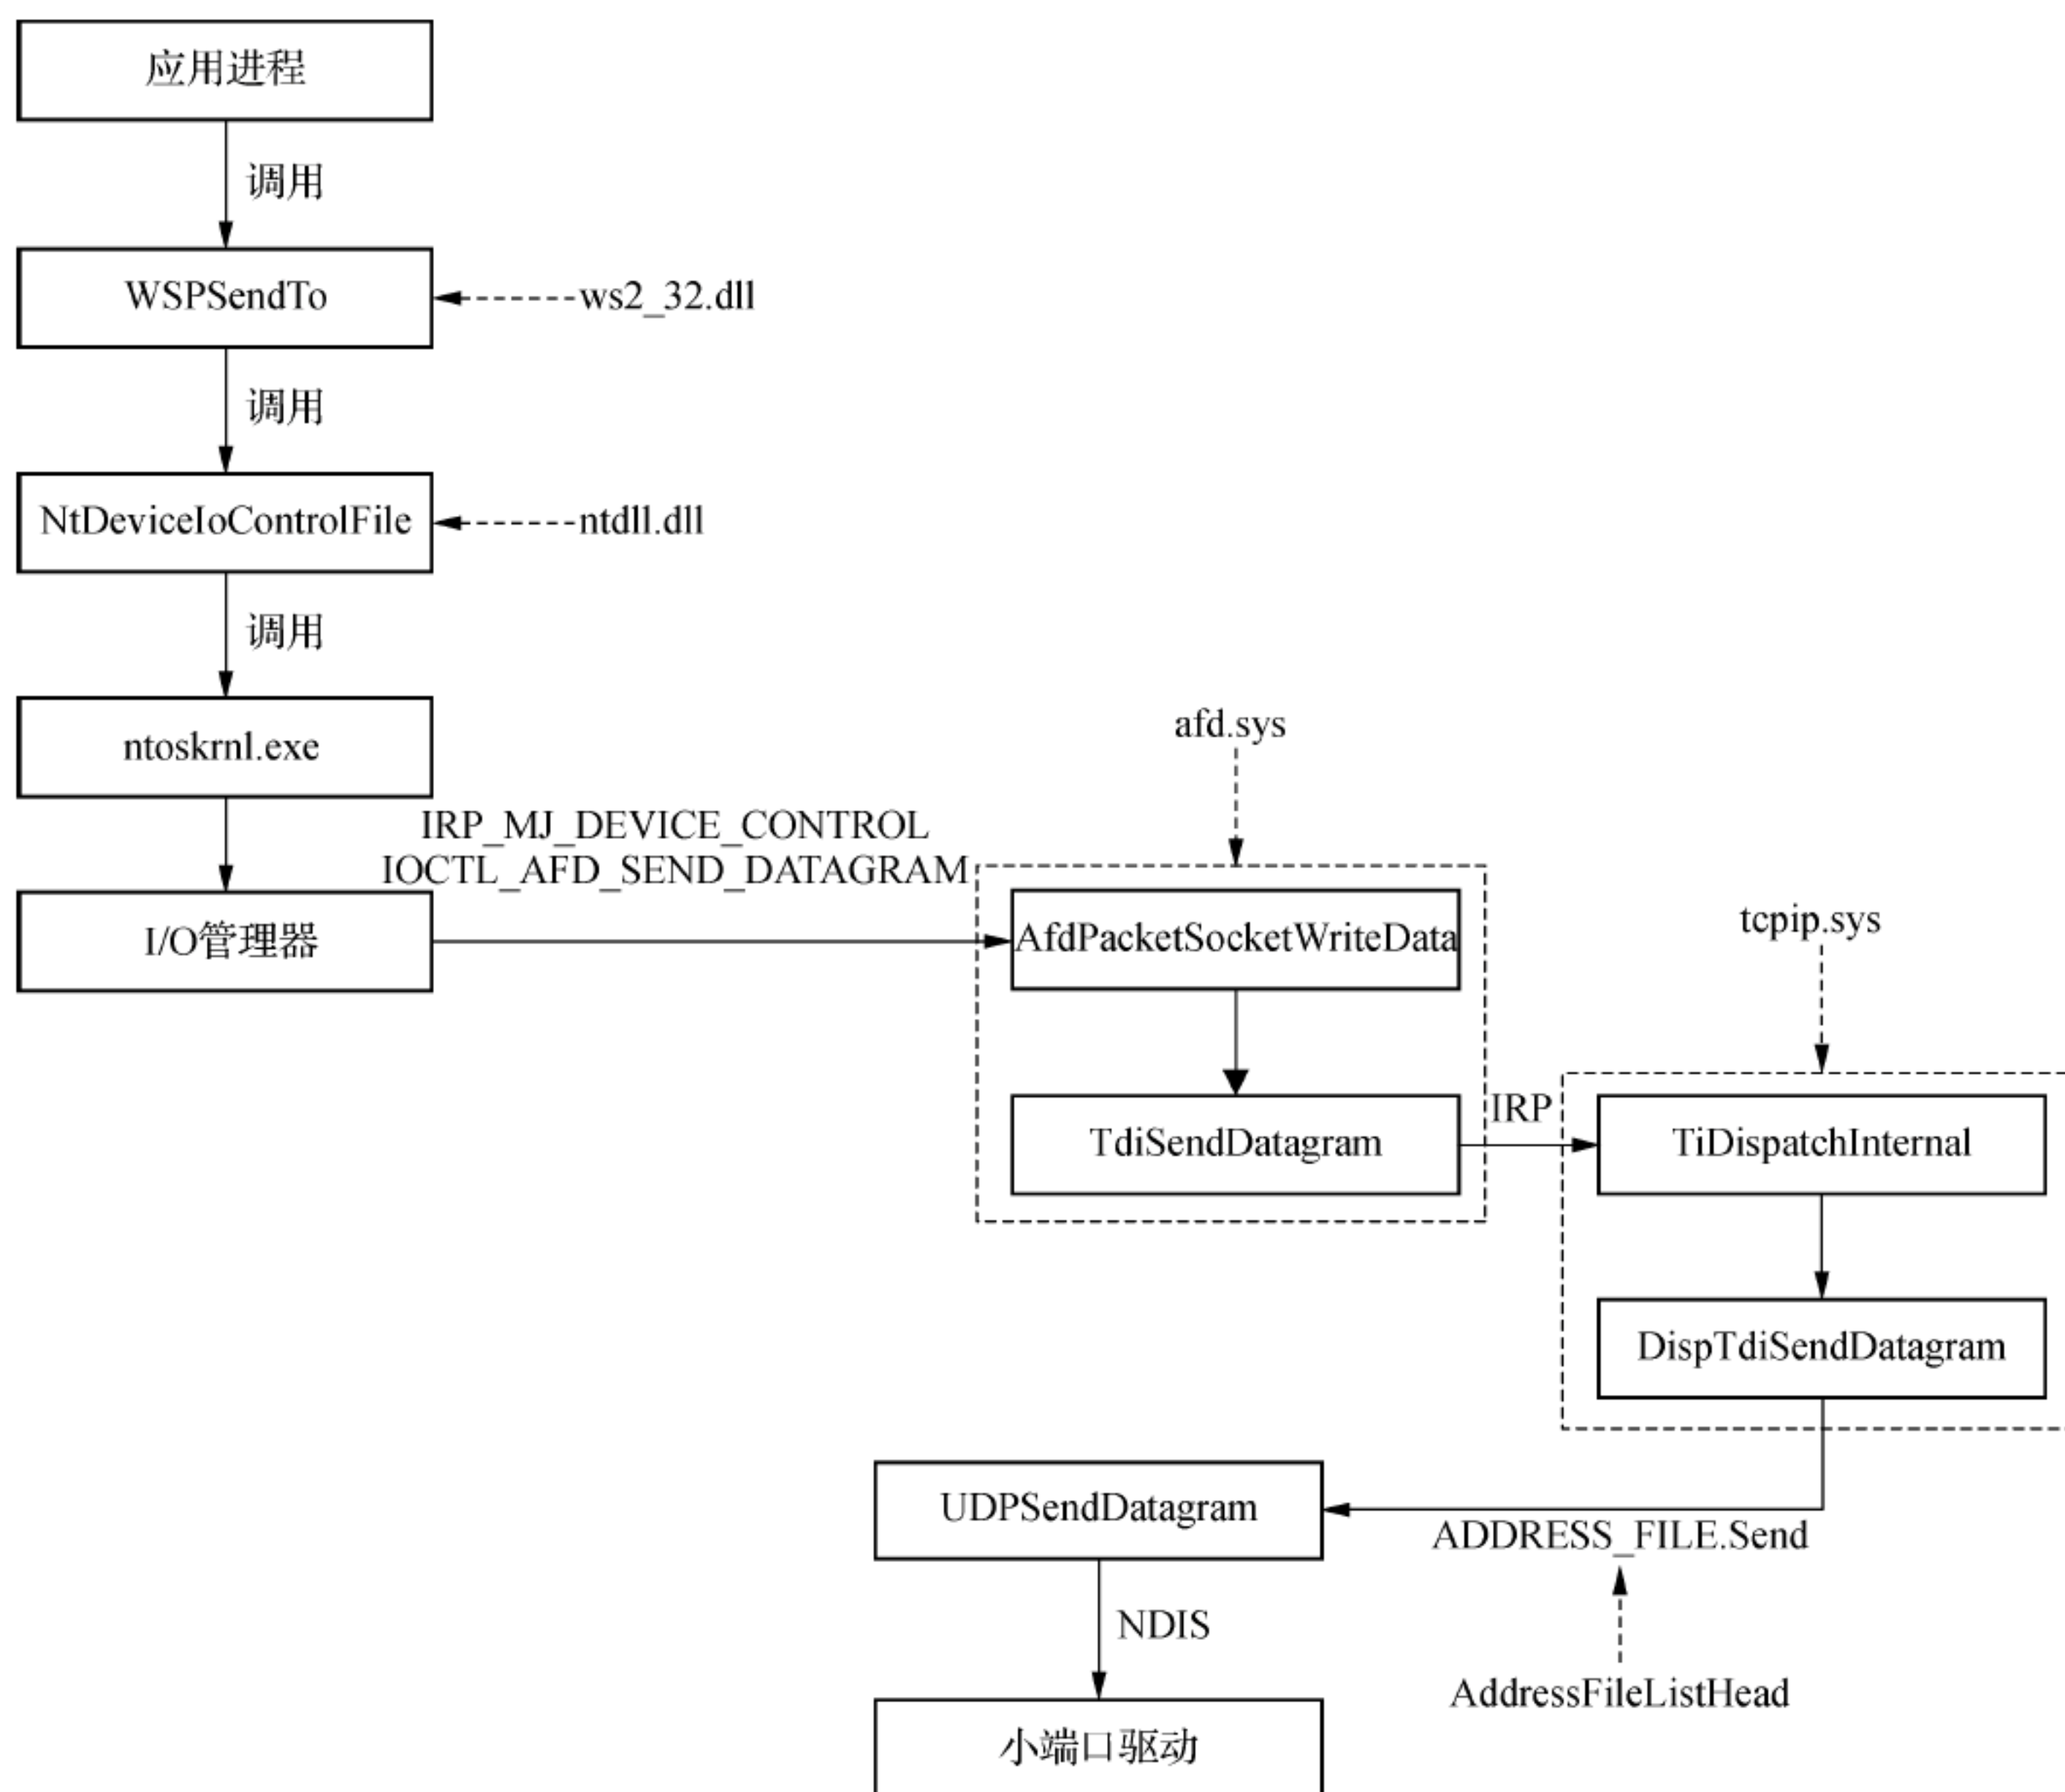 应用进程
调用
WSPSendTo
ws2_32.dll
调用
NtDeviceIoControlFile
ntdll.dll
调用
ntoskrnl.exe
IRP_MJ_DEVICE_CONTROL
IOCTL_AFD_SEND_DATAGRAM
I/O管理器
afd.sys
AfdPacketSocketWriteData
TdiSendDatagram
IRP
tcpip.sys
TiDispatchInternal
DispTdiSendDatagram
ADDRESS_FILE.Send
AddressFileListHead
UDPSendDatagram
NDIS
小端口驱动